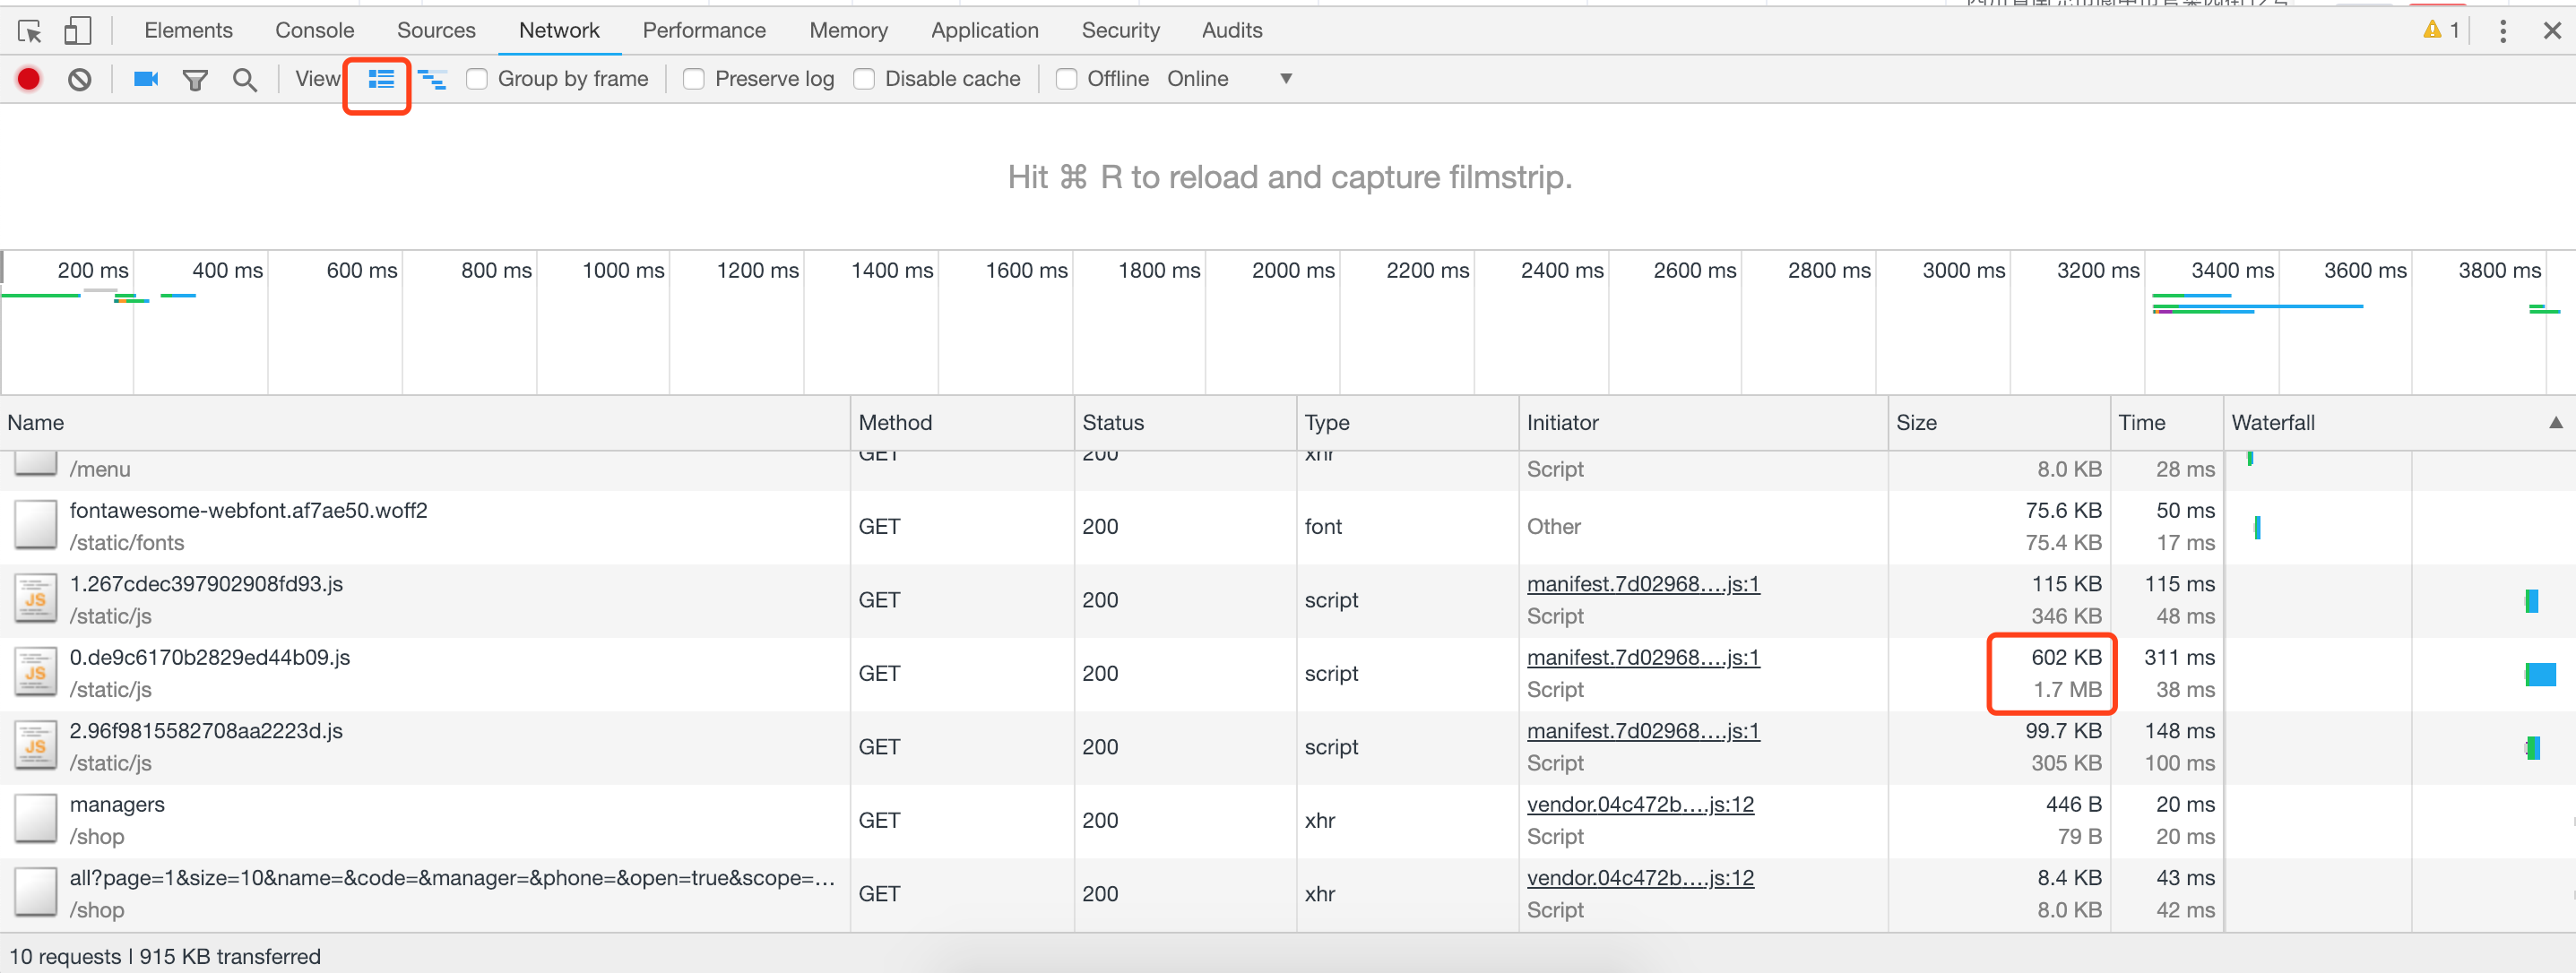 Elements Console Sources Network Performance Memory Application Security Audits 1
View Group by frame Preserve log Disable cache Offline Online
Hit ⌘ R to reload and capture filmstrip.
200 ms 400 ms 600 ms 800 ms 1000 ms 1200 ms 1400 ms 1600 ms 1800 ms 2000 ms 2200 ms 2400 ms 2600 ms 2800 ms 3000 ms 3200 ms 3400 ms 3600 ms 3800 ms
Name Method Status Type Initiator Size Time Waterfall
GET 200 xhr
/menu Script 8.0 KB 28 ms
fontawesome-webfont.af7ae50.woff2 75.6 KB 50 ms
GET 200 font Other
/static/fonts 75.4 KB 17 ms
1.267cdec397902908fd93.js manifest.7d02968....js:1 115 KB 115 ms
JS GET 200 script
/static/js Script 346 KB 48 ms
0.de9c6170b2829ed44b09.js manifest.7d02968....js:1 602 KB 311 ms
JS GET 200 script
/static/js Script 1.7 MB 38 ms
2.96f9815582708aa2223d.js manifest.7d02968....js:1 99.7 KB 148 ms
JS GET 200 script
/static/js Script 305 KB 100 ms
managers vendor.04c472b....js:12 446 B 20 ms
GET 200 xhr
/shop Script 79 B 20 ms
all?page=1&size=10&name=&code=&manager=&phone=&open=true&scope=... vendor.04c472b....js:12 8.4 KB 43 ms
GET 200 xhr
/shop Script 8.0 KB 42 ms
10 requests | 915 KB transferred